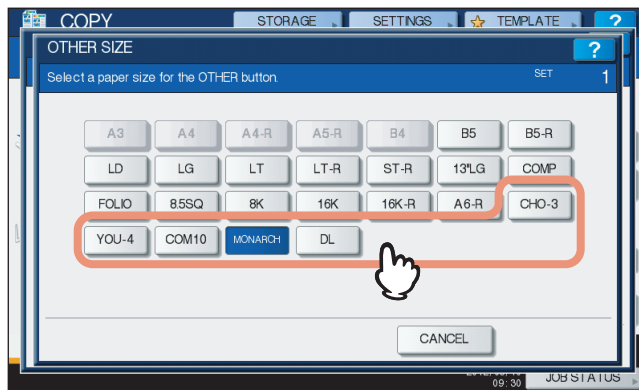 COPY STORAGE SETTINGS TEMPLATE ?
OTHER SIZE ?
Select a paper size for the OTHER button. SET 1
A3 A4 A4-R A5-R B4 B5 B5-R
LD LG LT LT-R ST-R 13"LG COMP
FOLIO 8.5SQ 8K 16K 16K-R A6-R CHO-3
YOU-4 COM10 MONARCH DL
CANCEL
09:30 JOB STATUS